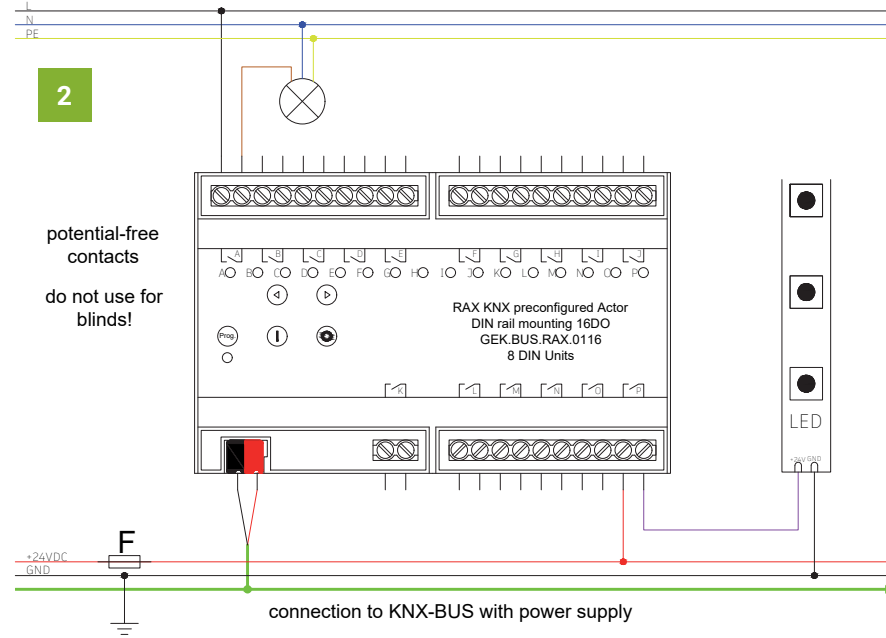 L
N
PE
2
potential-free
contacts
do not use for
blinds!
A B C D E F G H I J
A B C D E F G H I J K L M N O P
Prog.
RAX KNX preconfigured Actor
DIN rail mounting 16DO
GEK.BUS.RAX.0116
8 DIN Units
K L M N O P
LED
+24V GND
F
+24VDC
GND
connection to KNX-BUS with power supply